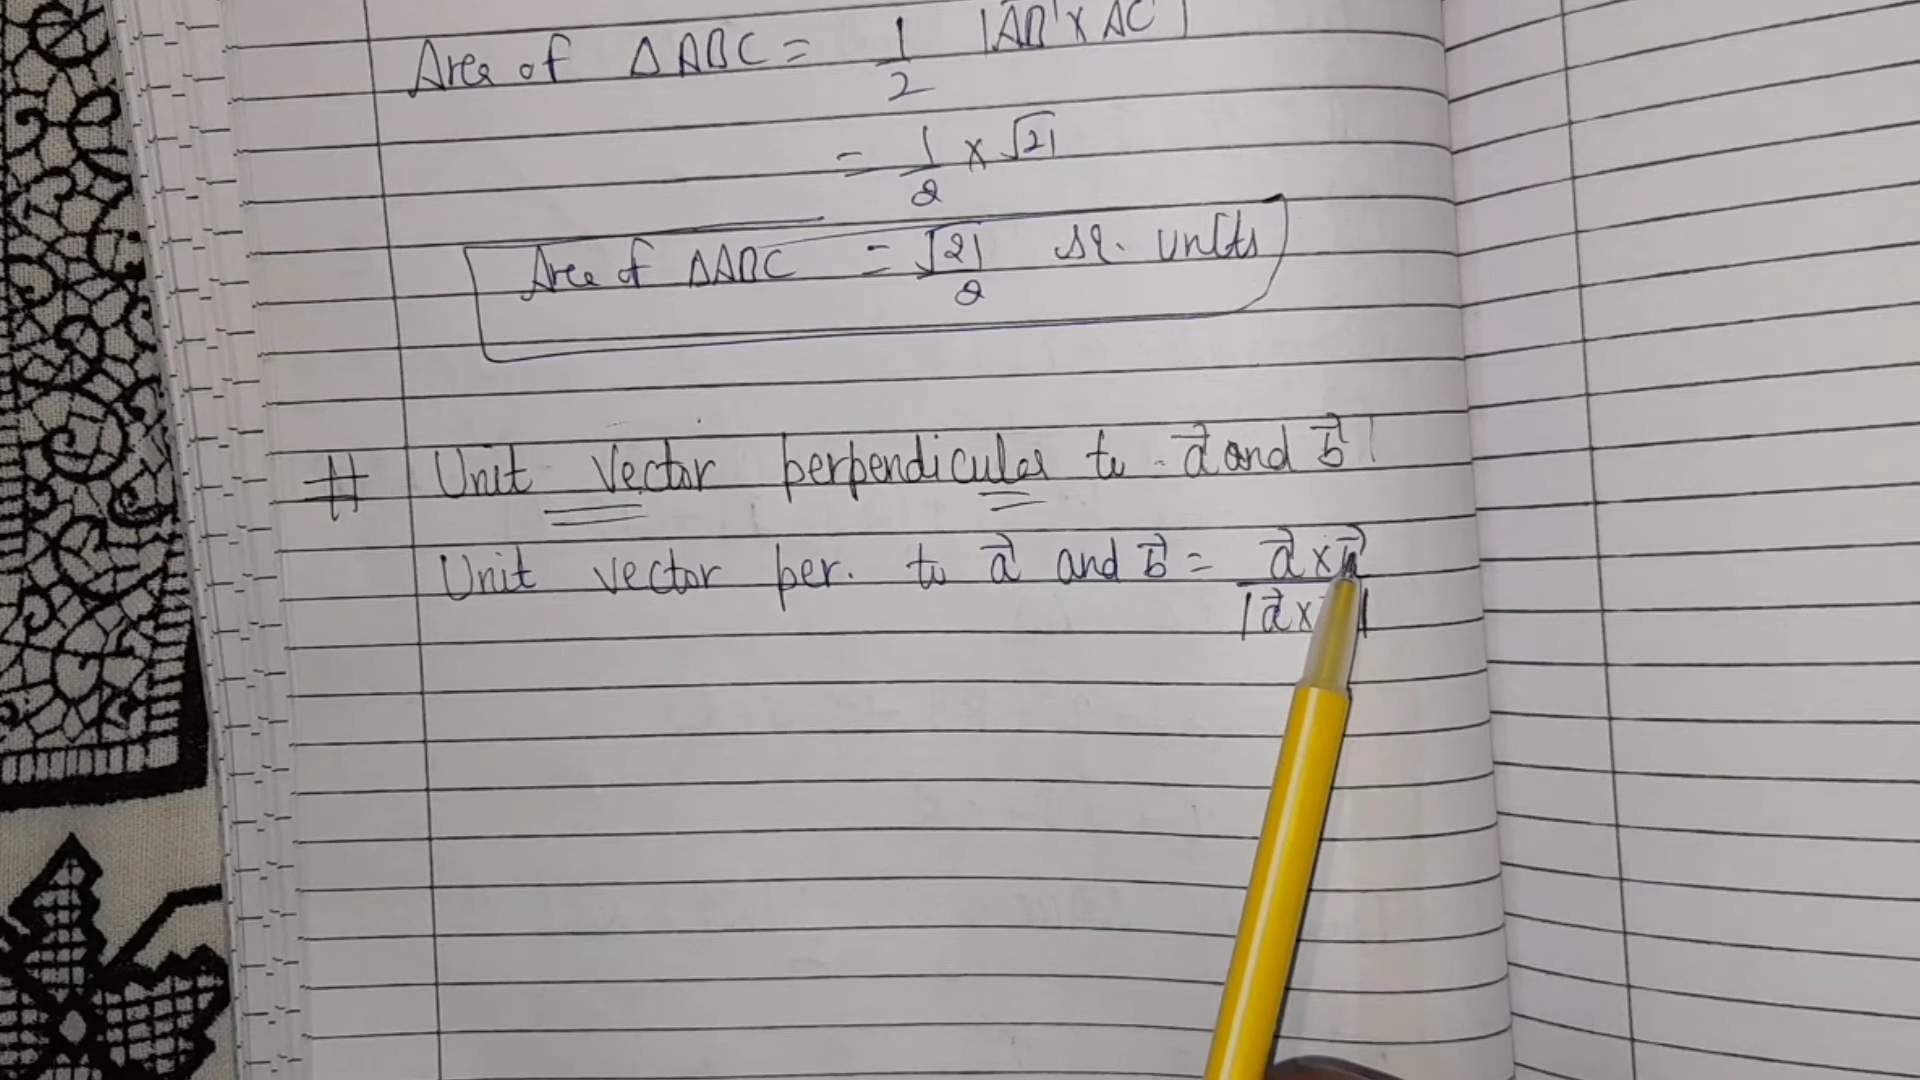 Area of ΔABC = 1/2 |AB × AC|
= 1/2 × √21
Area of ΔABC = √21/2 sq. units
# Unit Vector perpendicular to a⃗ and b⃗
Unit vector per. to a⃗ and b⃗ = a⃗ × b⃗ / |a⃗ × |